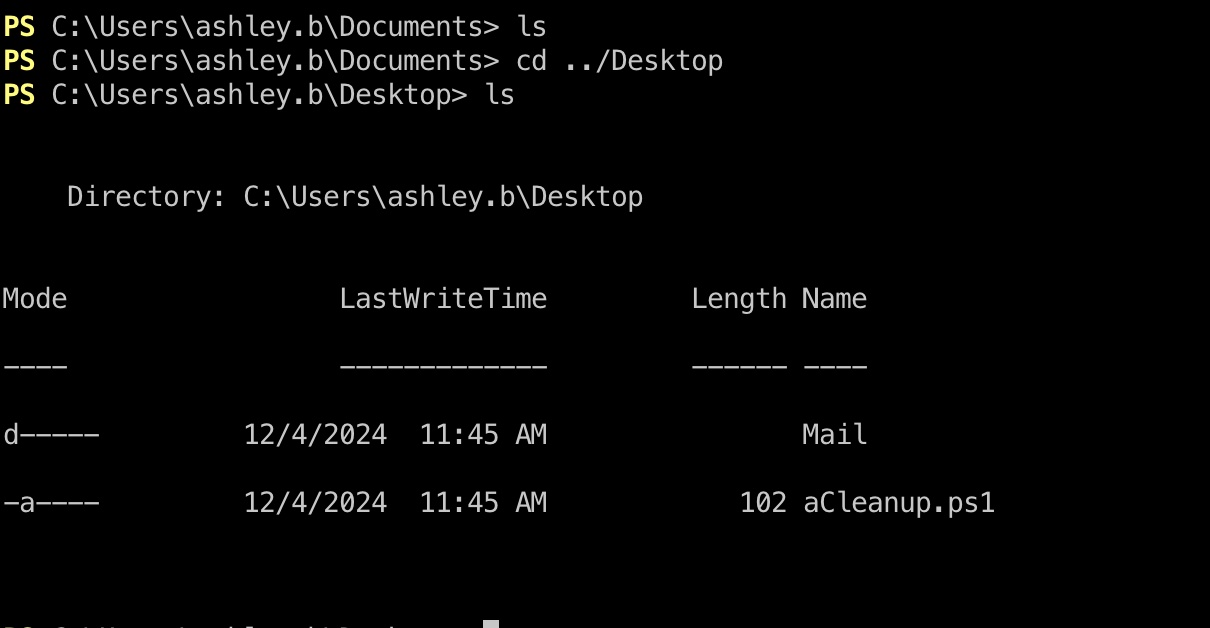 PS C:\Users\ashley.b\Documents> ls
PS C:\Users\ashley.b\Documents> cd ../Desktop
PS C:\Users\ashley.b\Desktop> ls
    Directory: C:\Users\ashley.b\Desktop
Mode                 LastWriteTime         Length Name
----                 -------------         ------ ----
d-----         12/4/2024  11:45 AM                Mail
-a----         12/4/2024  11:45 AM            102 aCleanup.ps1